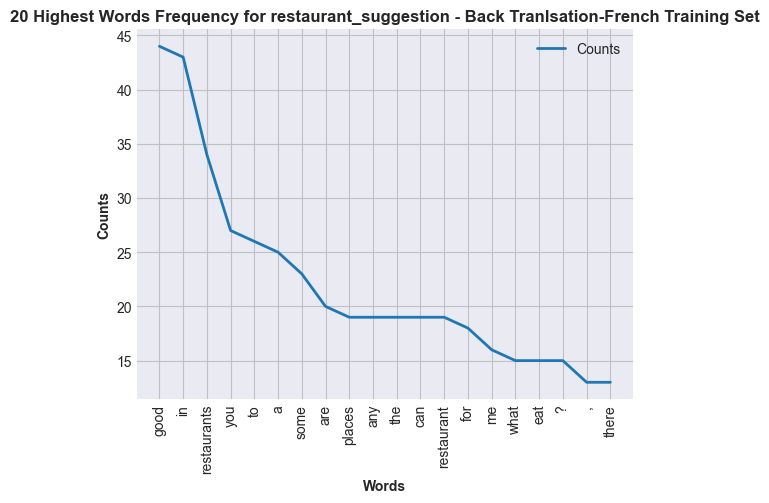 20 Highest Words Frequency for restaurant_suggestion - Back Tranlsation-French Training Set
Counts
45
40
35
30
25
20
15
Counts
good
in
restaurants
you
to
a
some
are
places
any
the
can
restaurant
for
me
what
eat
?
,
there
Words